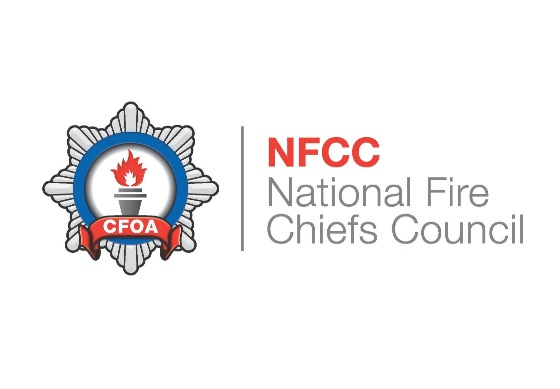 CFOA
NFCC
National Fire
Chiefs Council